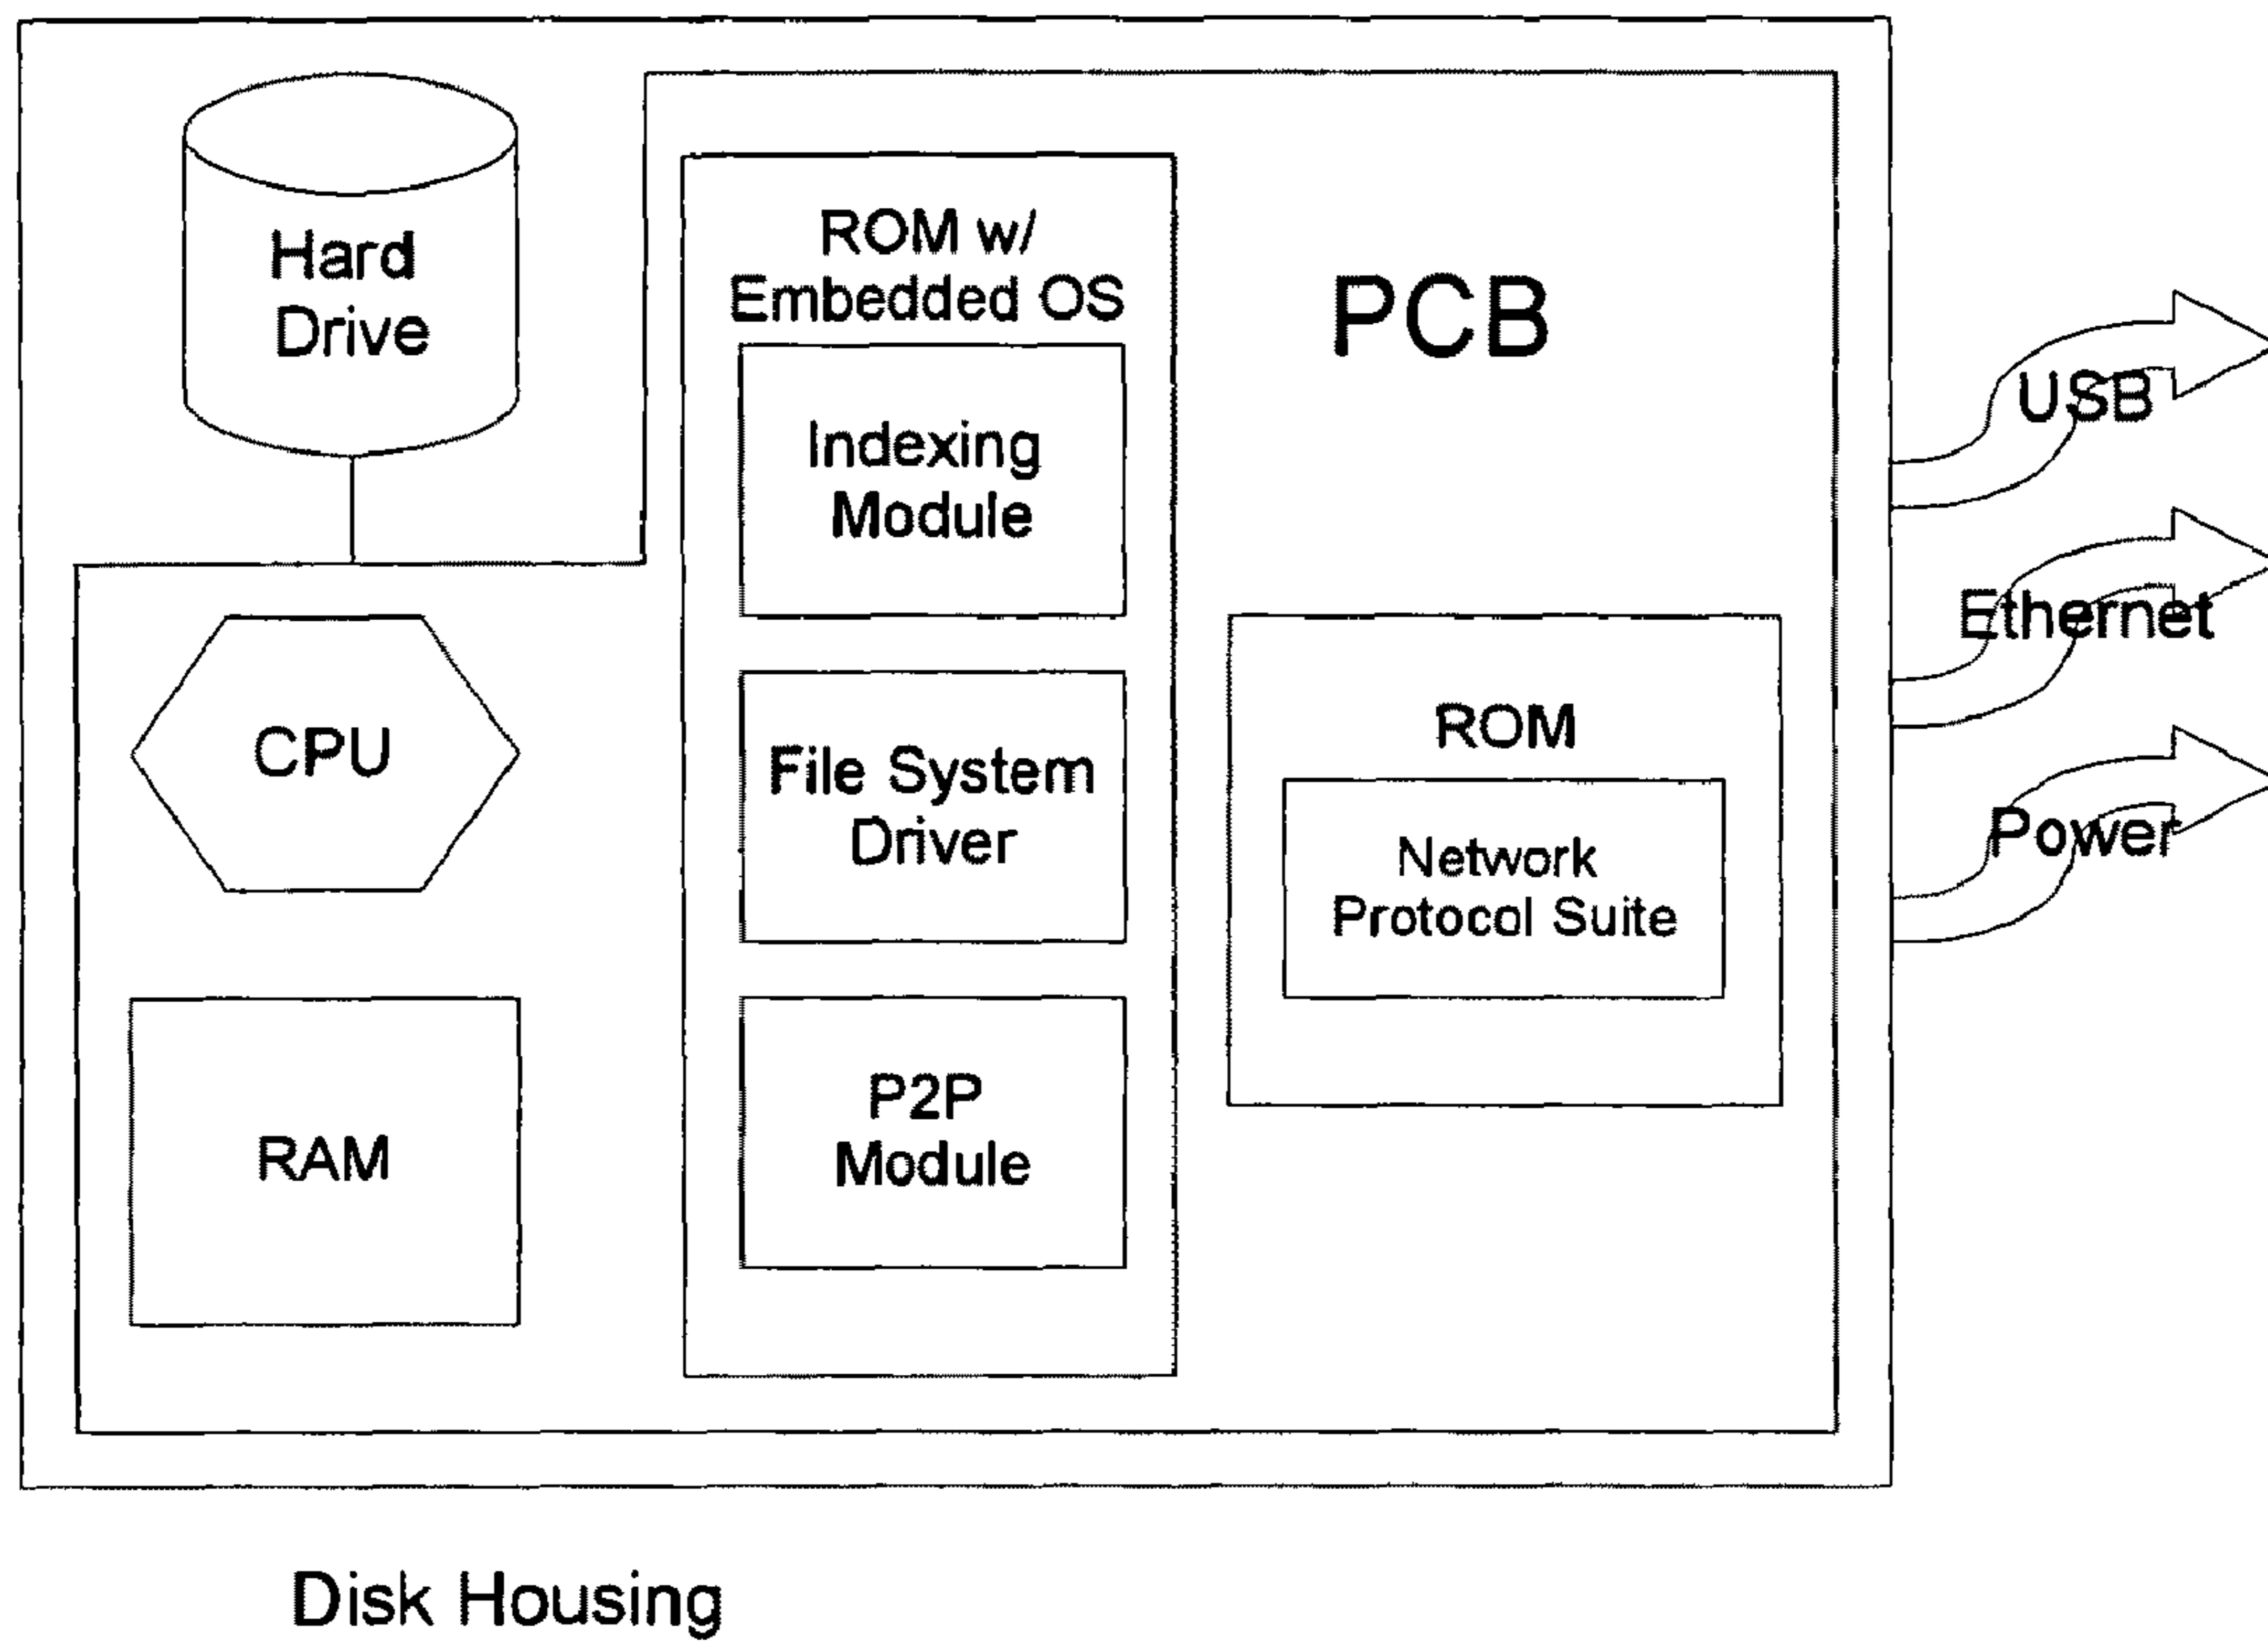 Hard
Drive
ROM w/
Embedded OS
PCB
Indexing
Module
USB
Ethernet
CPU
File System
Driver
ROM
Network
Protocol Suite
Power
RAM
P2P
Module
Disk Housing